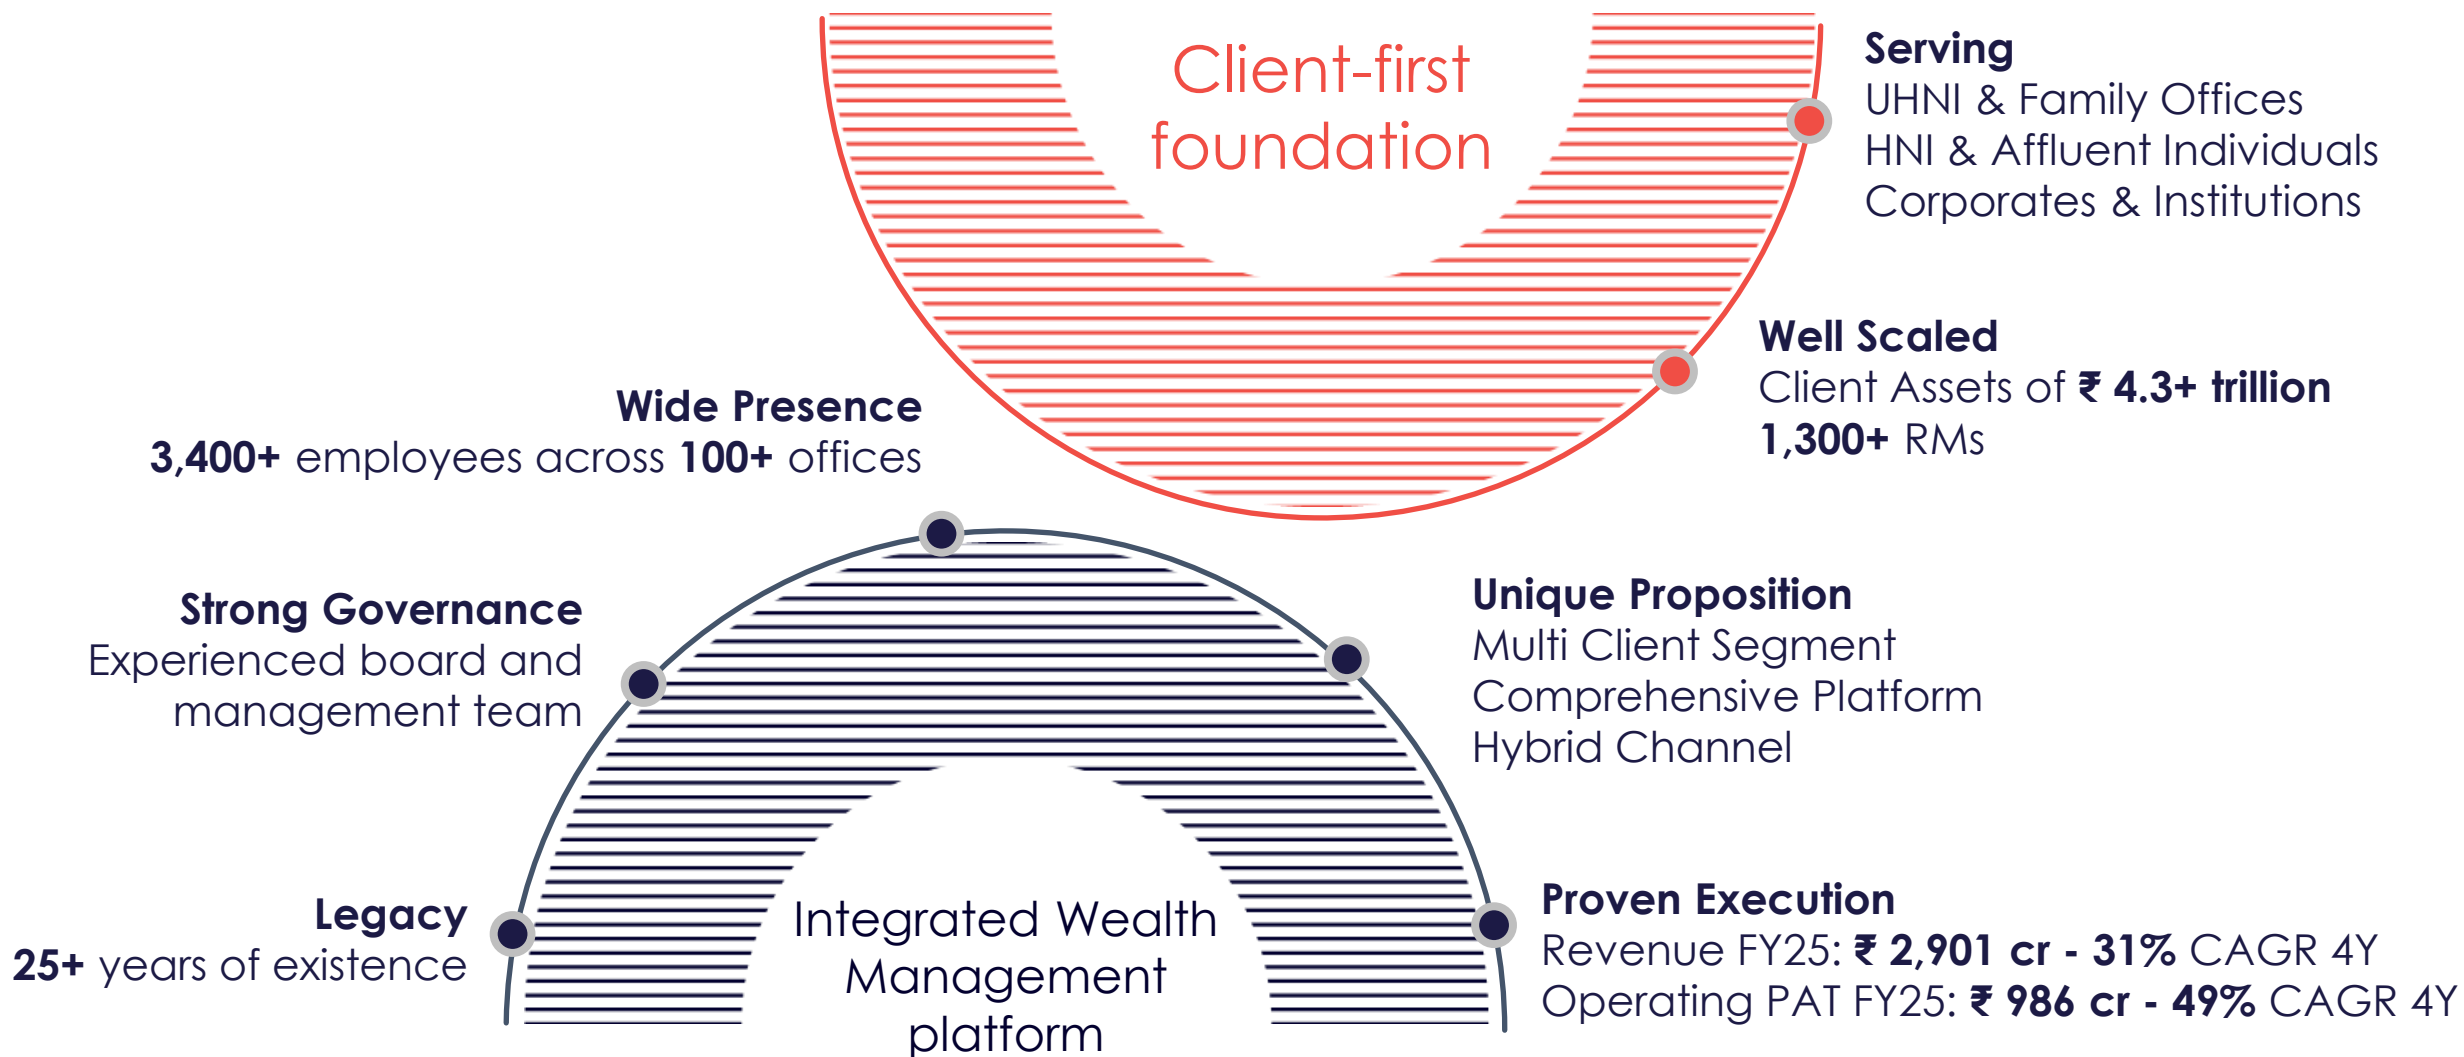 Client-first
foundation
Serving
UHNI & Family Offices
HNI & Affluent Individuals
Corporates & Institutions
Well Scaled
Client Assets of ₹ 4.3+ trillion
1,300+ RMs
Wide Presence
3,400+ employees across 100+ offices
Strong Governance
Experienced board and
management team
Legacy
25+ years of existence
Integrated Wealth
Management
platform
Unique Proposition
Multi Client Segment
Comprehensive Platform
Hybrid Channel
Proven Execution
Revenue FY25: ₹ 2,901 cr - 31% CAGR 4Y
Operating PAT FY25: ₹ 986 cr - 49% CAGR 4Y